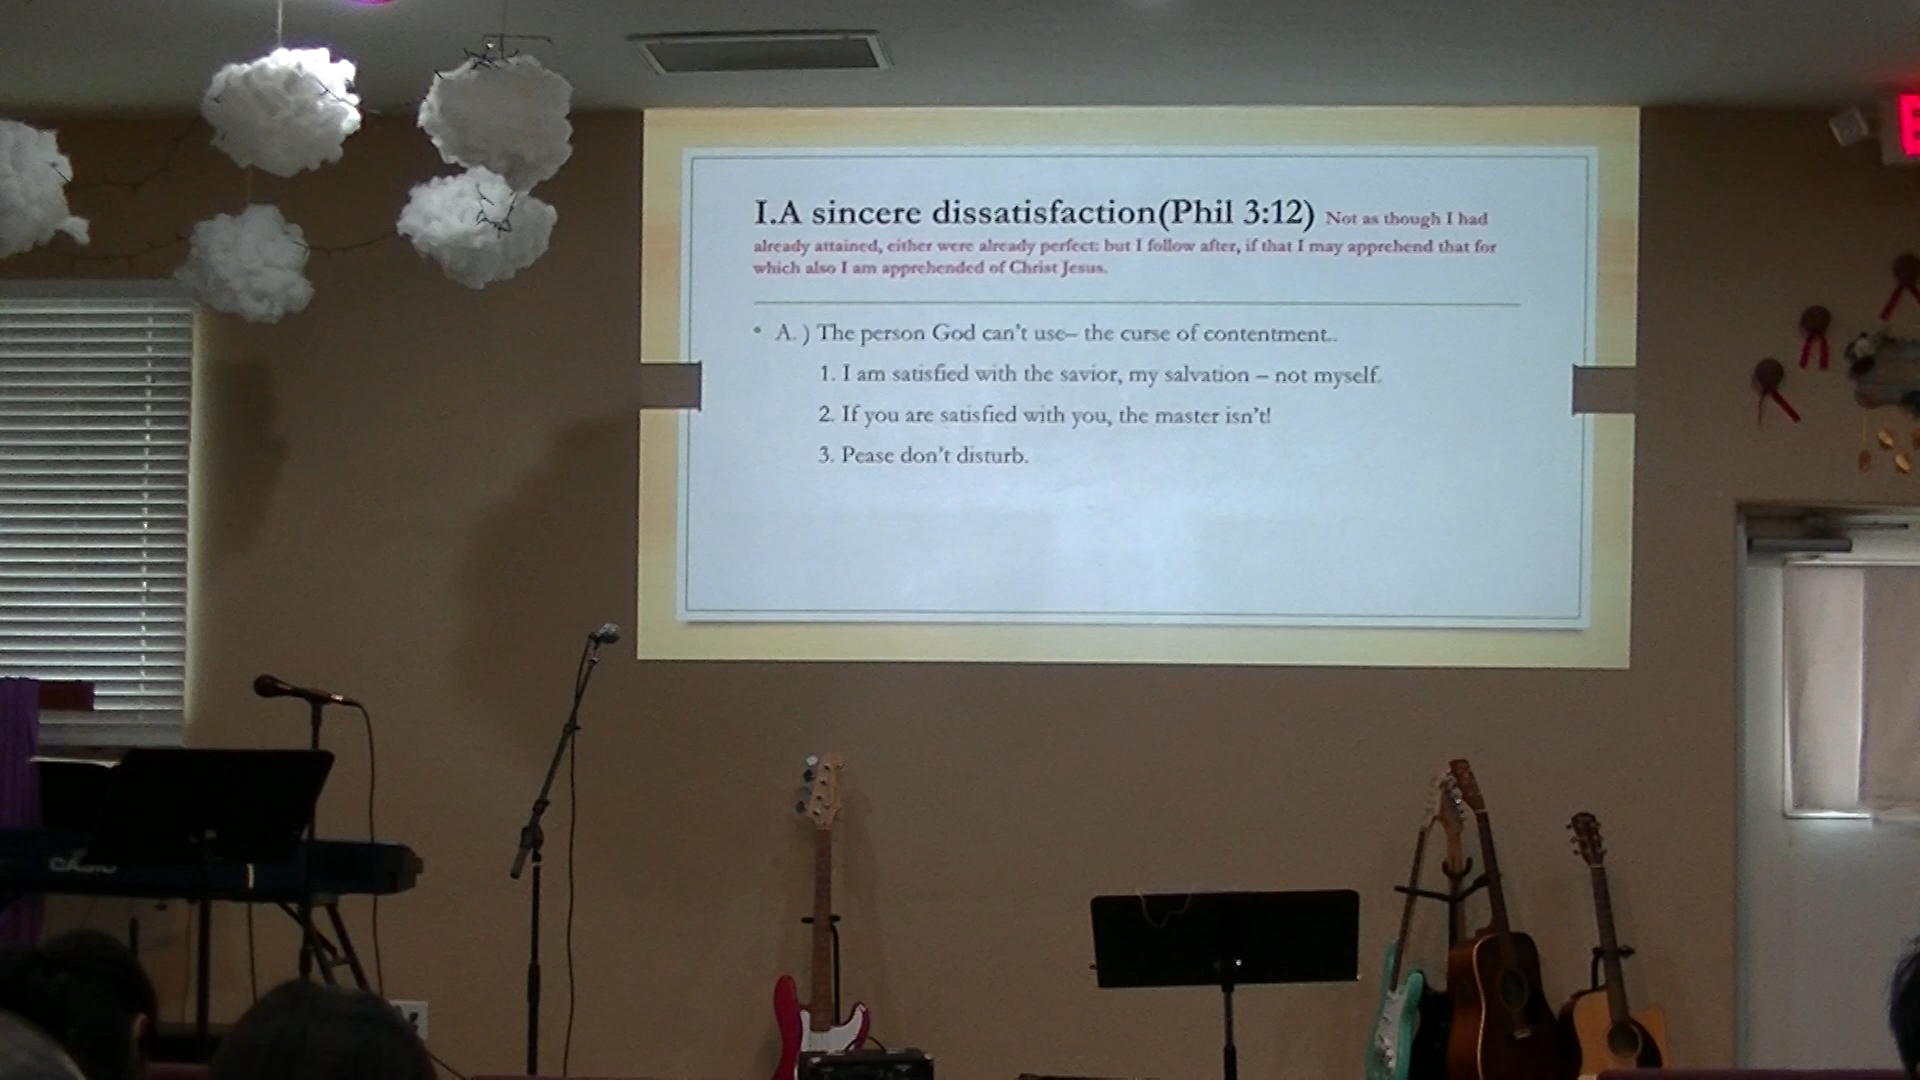 I.A sincere dissatisfaction(Phil 3:12) Not as though I had
already attained, either were already perfect: but I follow after, if that I may apprehend that for
which also I am apprehended of Christ Jesus.
• A. ) The person God can't use– the curse of contentment..
1. I am satisfied with the savior, my salvation – not myself.
2. If you are satisfied with you, the master isn't!
3. Pease don't disturb.